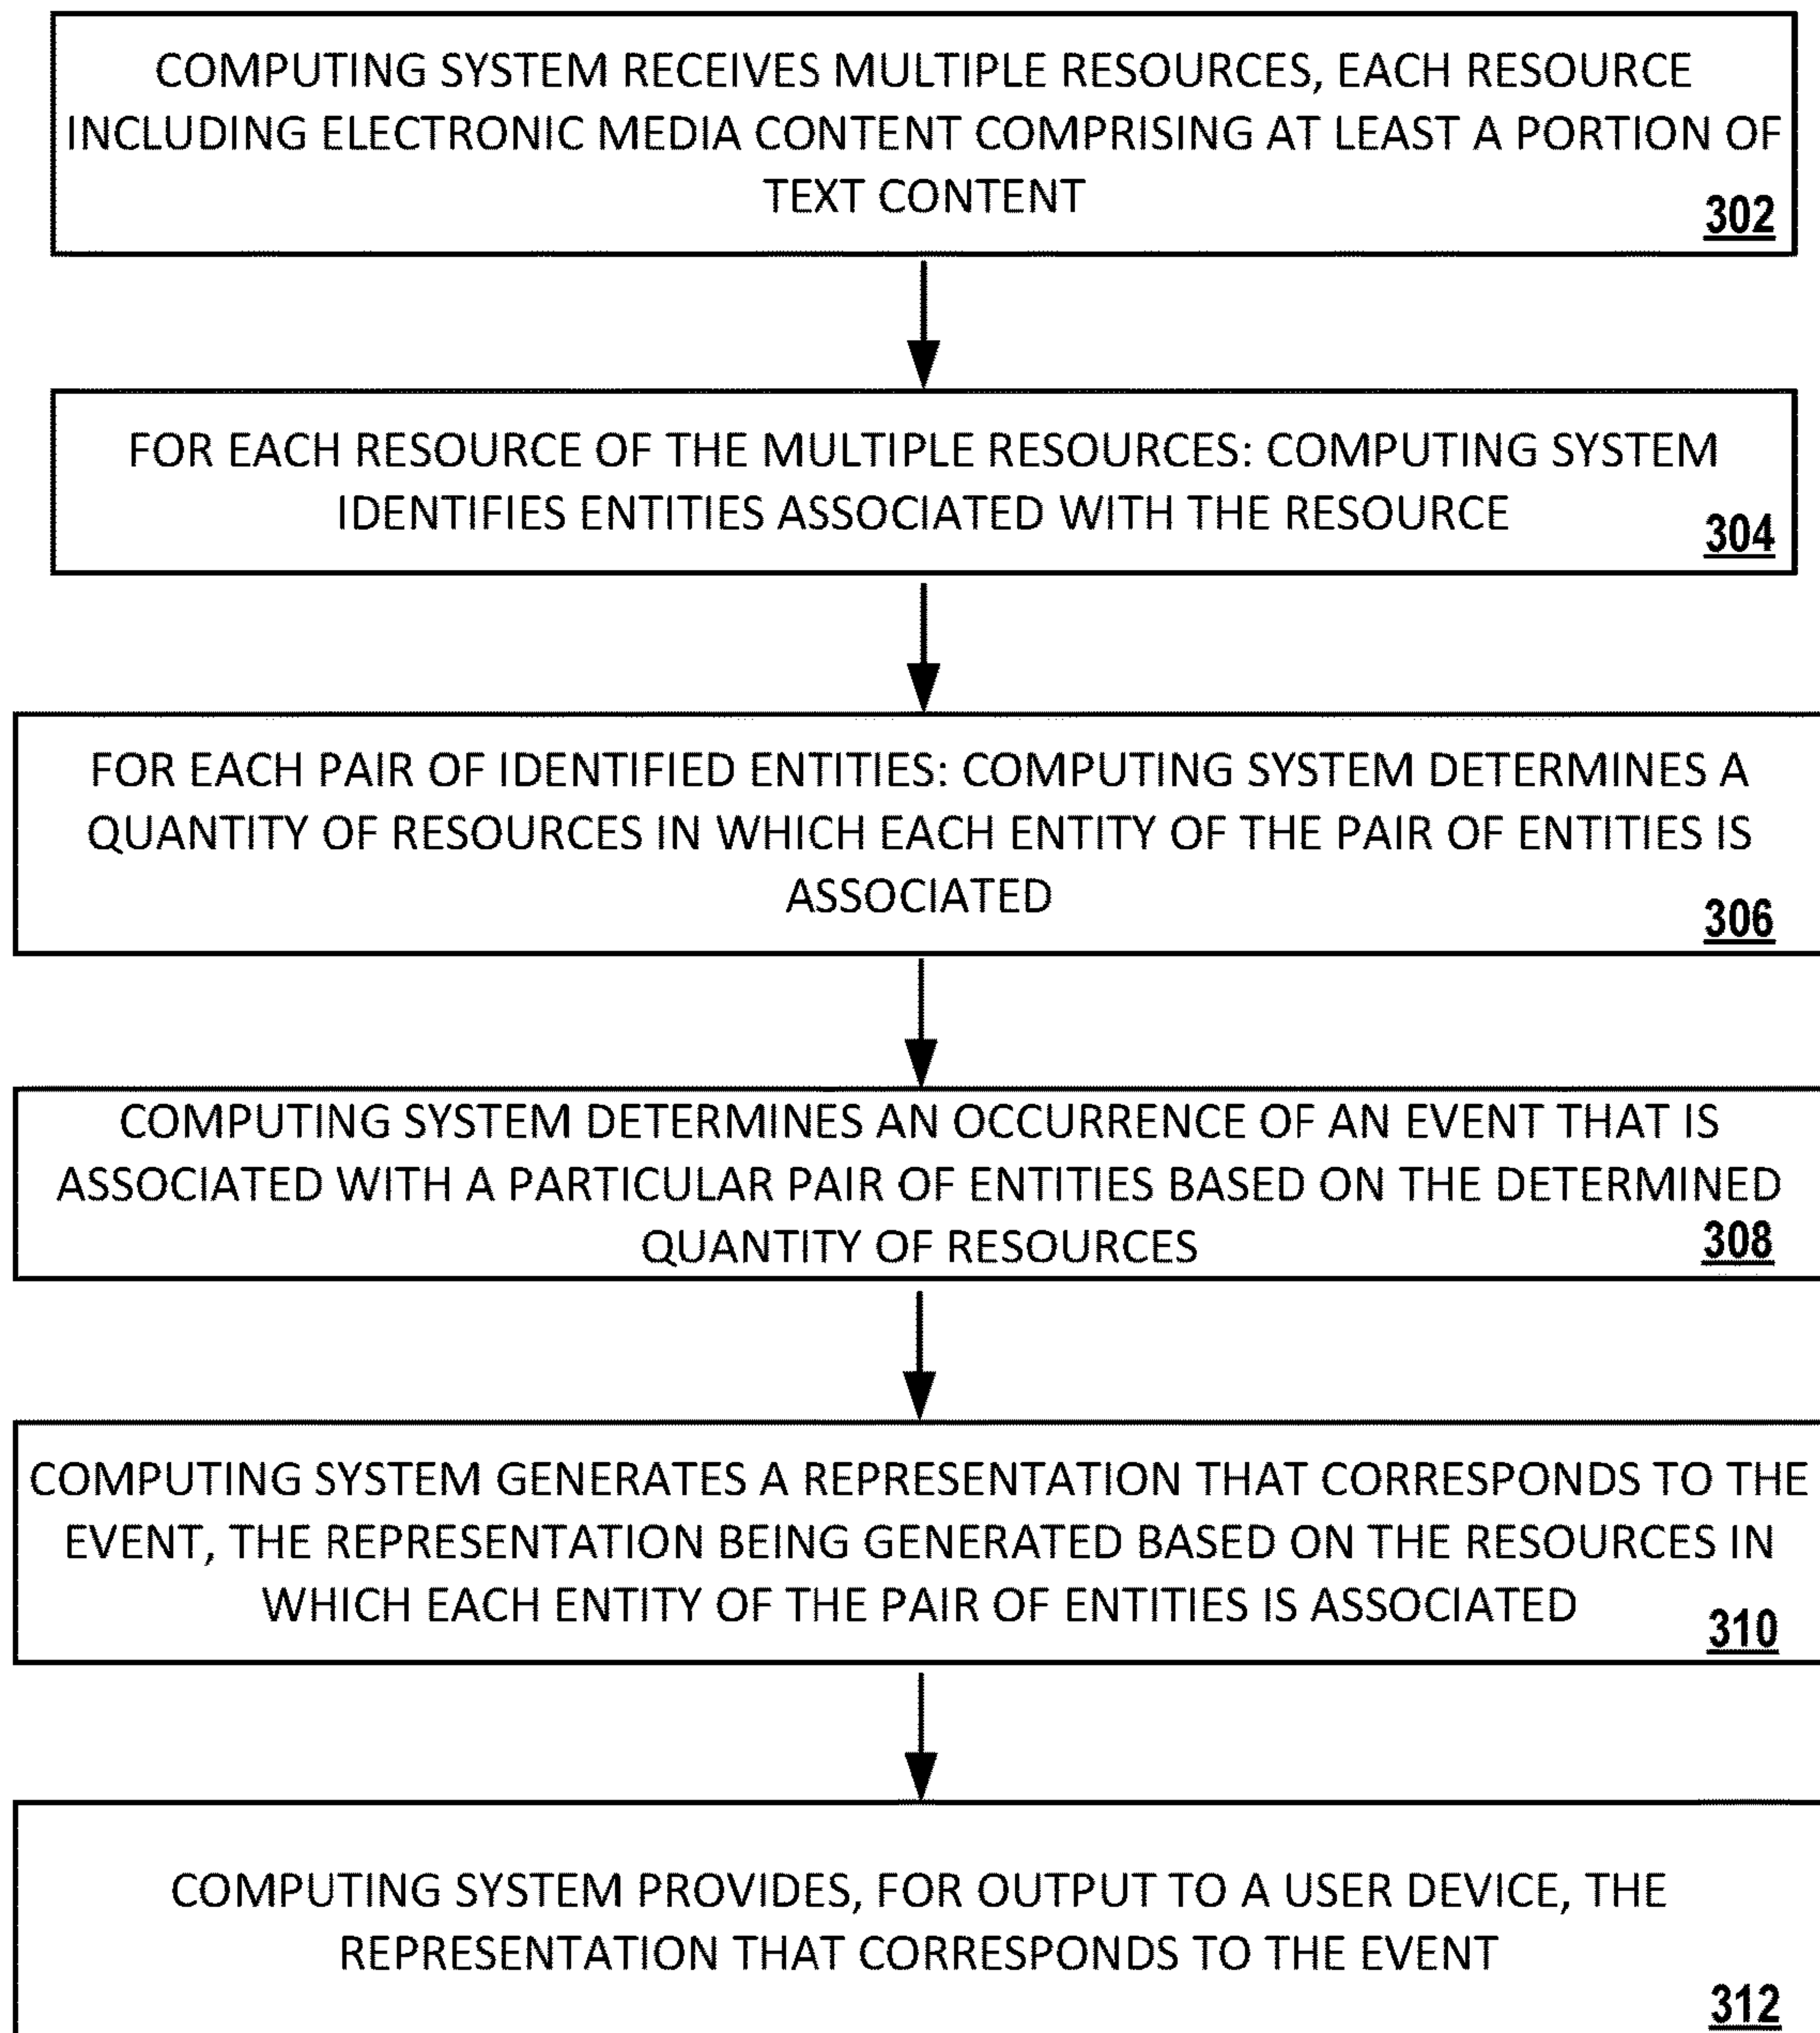 COMPUTING SYSTEM RECEIVES MULTIPLE RESOURCES, EACH RESOURCE
INCLUDING ELECTRONIC MEDIA CONTENT COMPRISING AT LEAST A PORTION OF
TEXT CONTENT
302
FOR EACH RESOURCE OF THE MULTIPLE RESOURCES: COMPUTING SYSTEM
IDENTIFIES ENTITIES ASSOCIATED WITH THE RESOURCE
304
FOR EACH PAIR OF IDENTIFIED ENTITIES: COMPUTING SYSTEM DETERMINES A
QUANTITY OF RESOURCES IN WHICH EACH ENTITY OF THE PAIR OF ENTITIES IS
ASSOCIATED
306
COMPUTING SYSTEM DETERMINES AN OCCURRENCE OF AN EVENT THAT IS
ASSOCIATED WITH A PARTICULAR PAIR OF ENTITIES BASED ON THE DETERMINED
QUANTITY OF RESOURCES
308
COMPUTING SYSTEM GENERATES A REPRESENTATION THAT CORRESPONDS TO THE
EVENT, THE REPRESENTATION BEING GENERATED BASED ON THE RESOURCES IN
WHICH EACH ENTITY OF THE PAIR OF ENTITIES IS ASSOCIATED
310
COMPUTING SYSTEM PROVIDES, FOR OUTPUT TO A USER DEVICE, THE
REPRESENTATION THAT CORRESPONDS TO THE EVENT
312